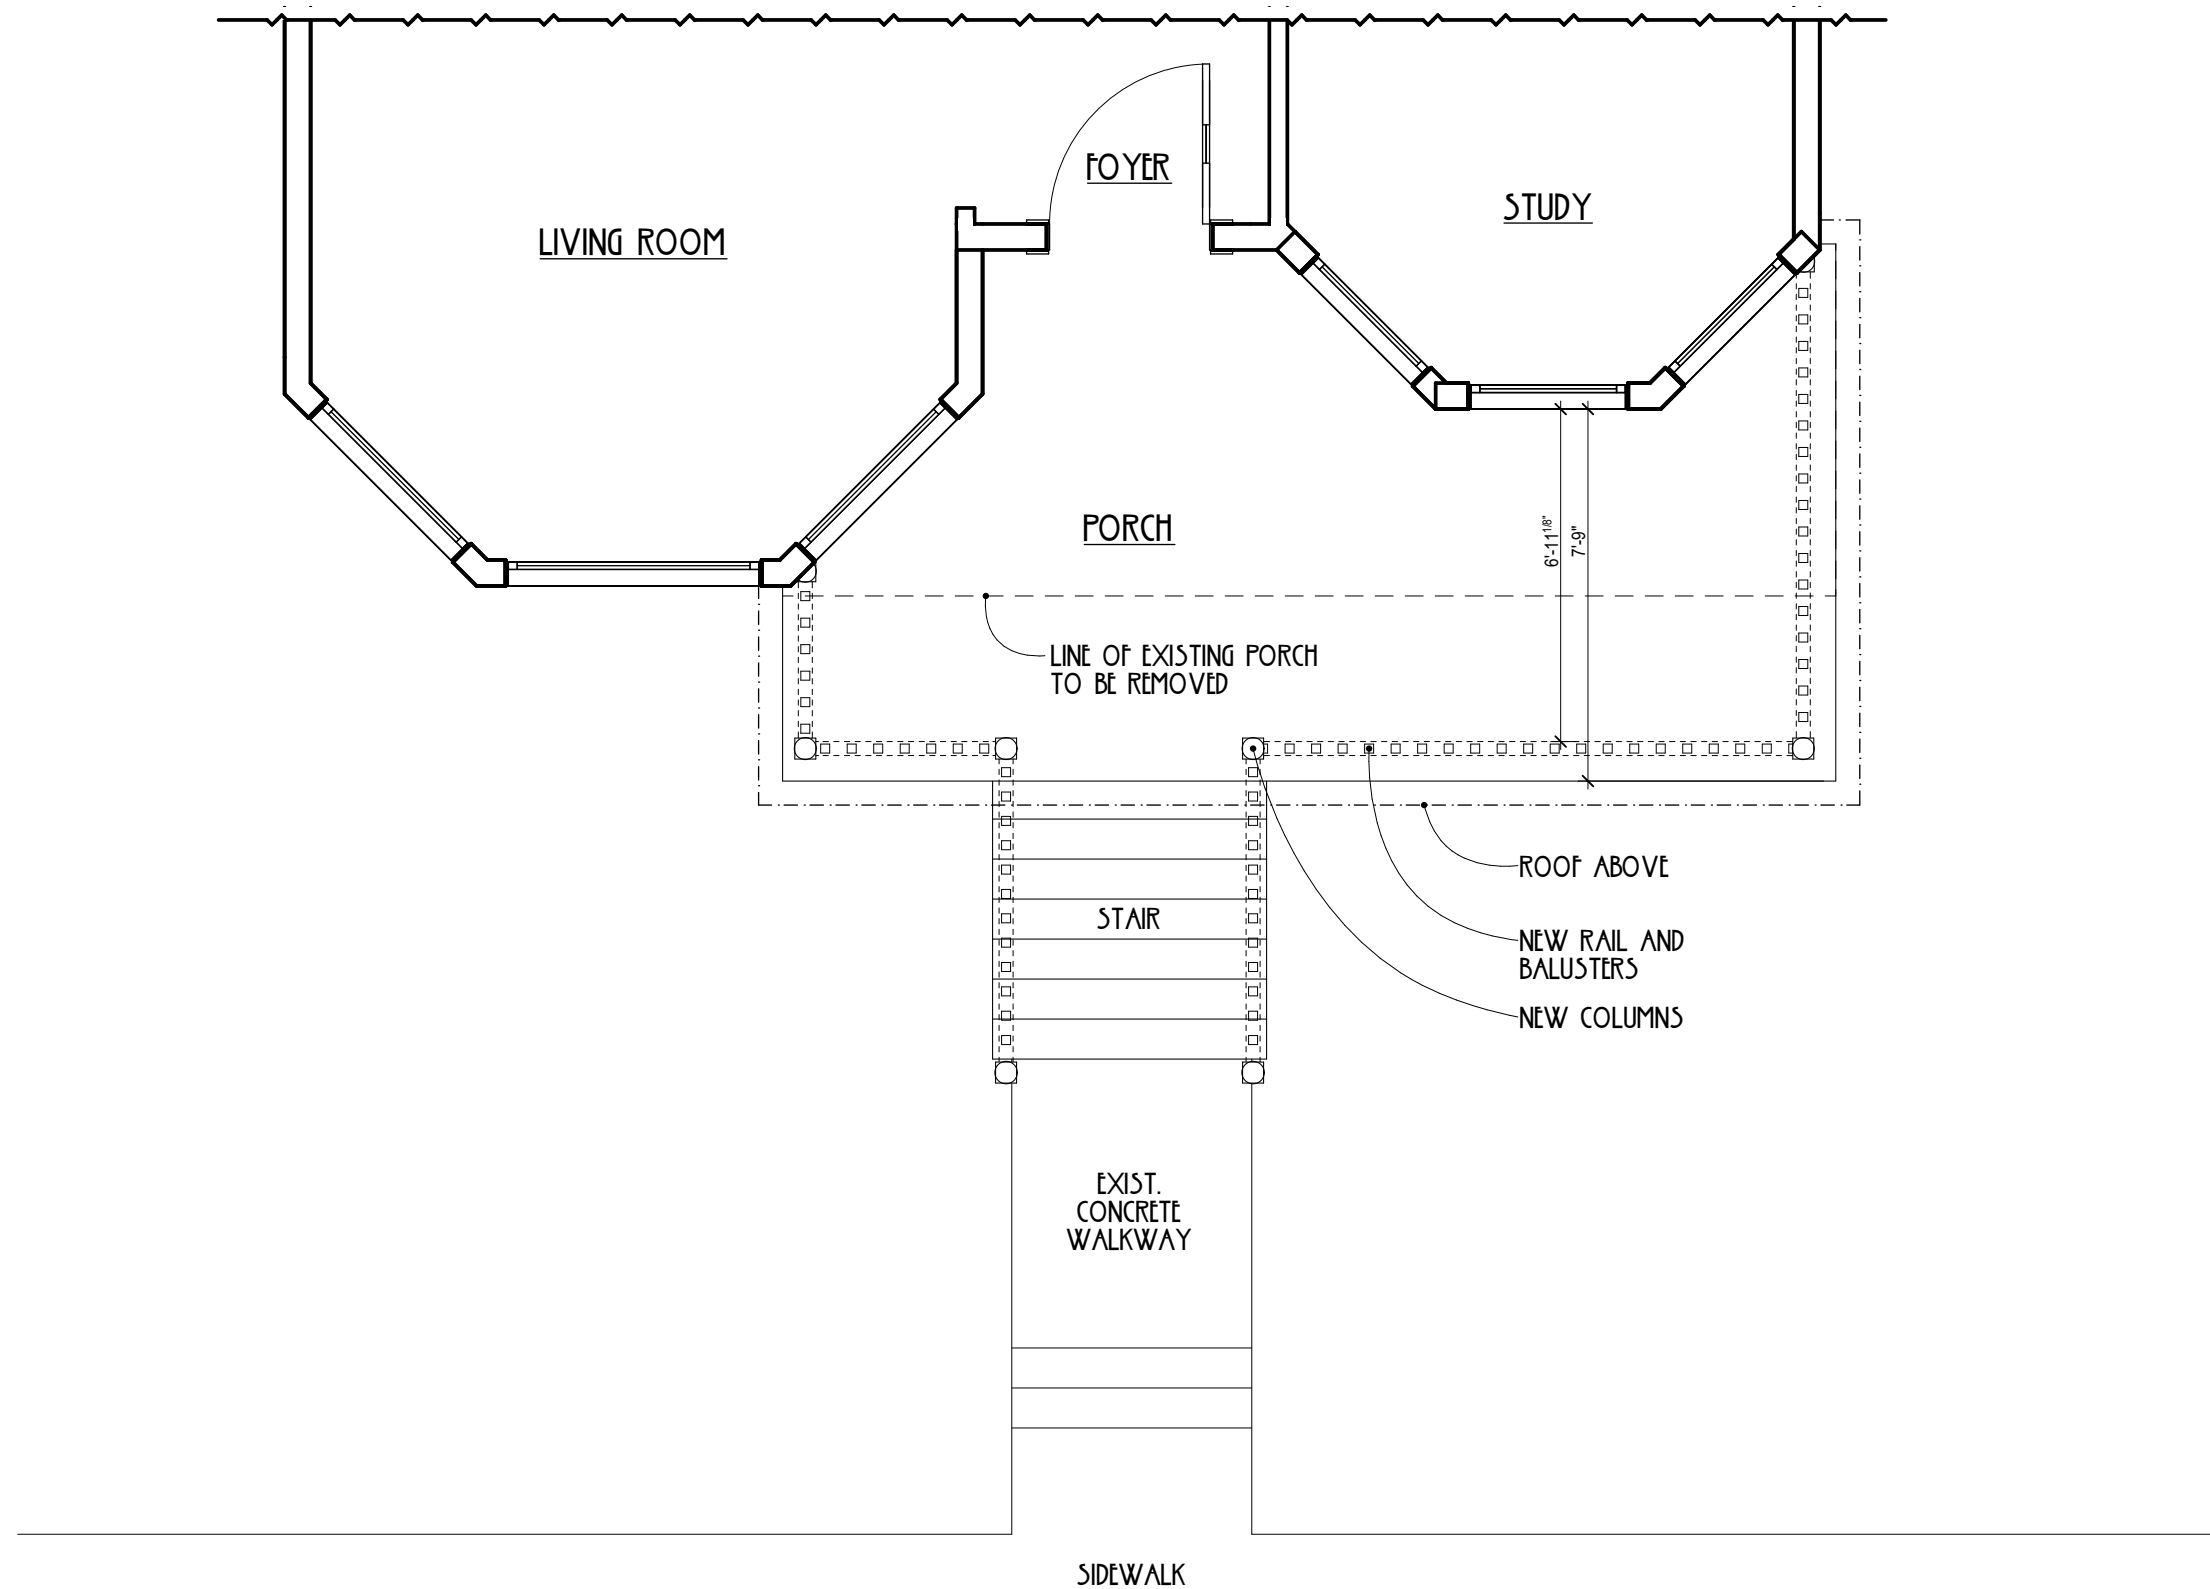 FOYER
STUDY
LIVING ROOM
PORCH
6'-11 1/8"
7'-9"
LINE OF EXISTING PORCH
TO BE REMOVED
ROOF ABOVE
STAIR
NEW RAIL AND
BALUSTERS
NEW COLUMNS
EXIST.
CONCRETE
WALKWAY
SIDEWALK